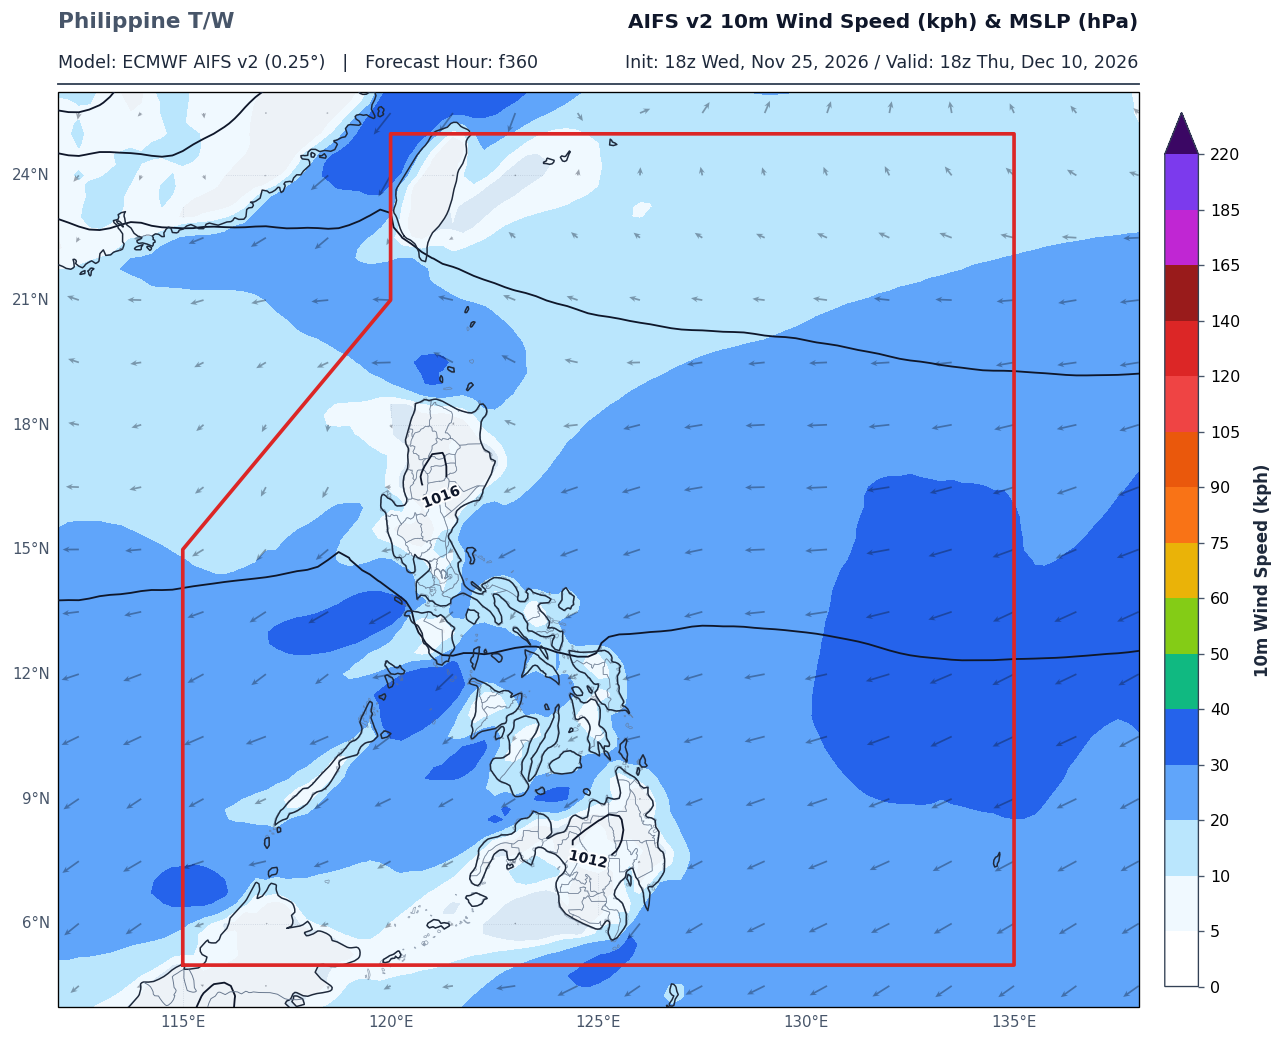 Philippine T/W
AIFS v2 10m Wind Speed (kph) & MSLP (hPa)
Model: ECMWF AIFS v2 (0.25°) | Forecast Hour: f360
Init: 18z Wed, Nov 25, 2026 / Valid: 18z Thu, Dec 10, 2026
24°N
21°N
18°N
15°N
12°N
9°N
6°N
1016
1012
115°E
120°E
125°E
130°E
135°E
220
185
165
140
120
105
90
75
60
50
40
30
20
10
5
0
10m Wind Speed (kph)